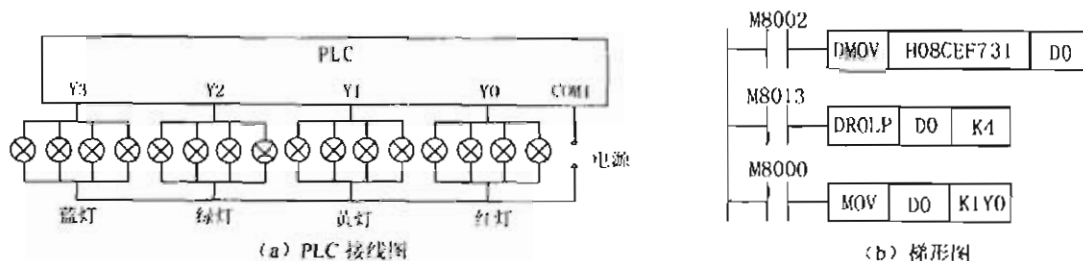 PLC
Y3 Y2 Y1 Y0 COM1
电源
蓝灯 绿灯 黄灯 红灯
(a) PLC 接线图
M8002
DMOV H08CEF731 D0
M8013
DROLP D0 K4
M8000
MOV D0 K1Y0
(b) 梯形图